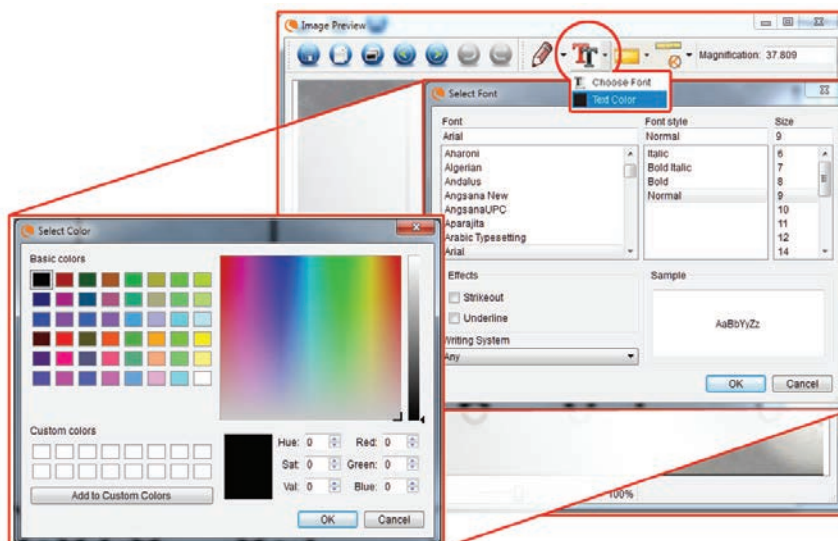 Image Preview
Magnification: 37.809
Choose Font
Text Color
Select Font
Font
Font style
Size
Arial
Normal
9
Aharoni
Algerian
Andalus
Angsana New
AngsanaUPC
Aparajita
Arabic Typesetting
Arial
Italic
Bold Italic
Bold
Normal
6
7
8
9
10
11
12
14
Effects
Strikeout
Underline
Writing System
Any
Sample
AaBbYyZz
OK
Cancel
Select Color
Basic colors
Custom colors
Add to Custom Colors
Hue: 0
Red: 0
Sat: 0
Green: 0
Val: 0
Blue: 0
OK
Cancel
100%